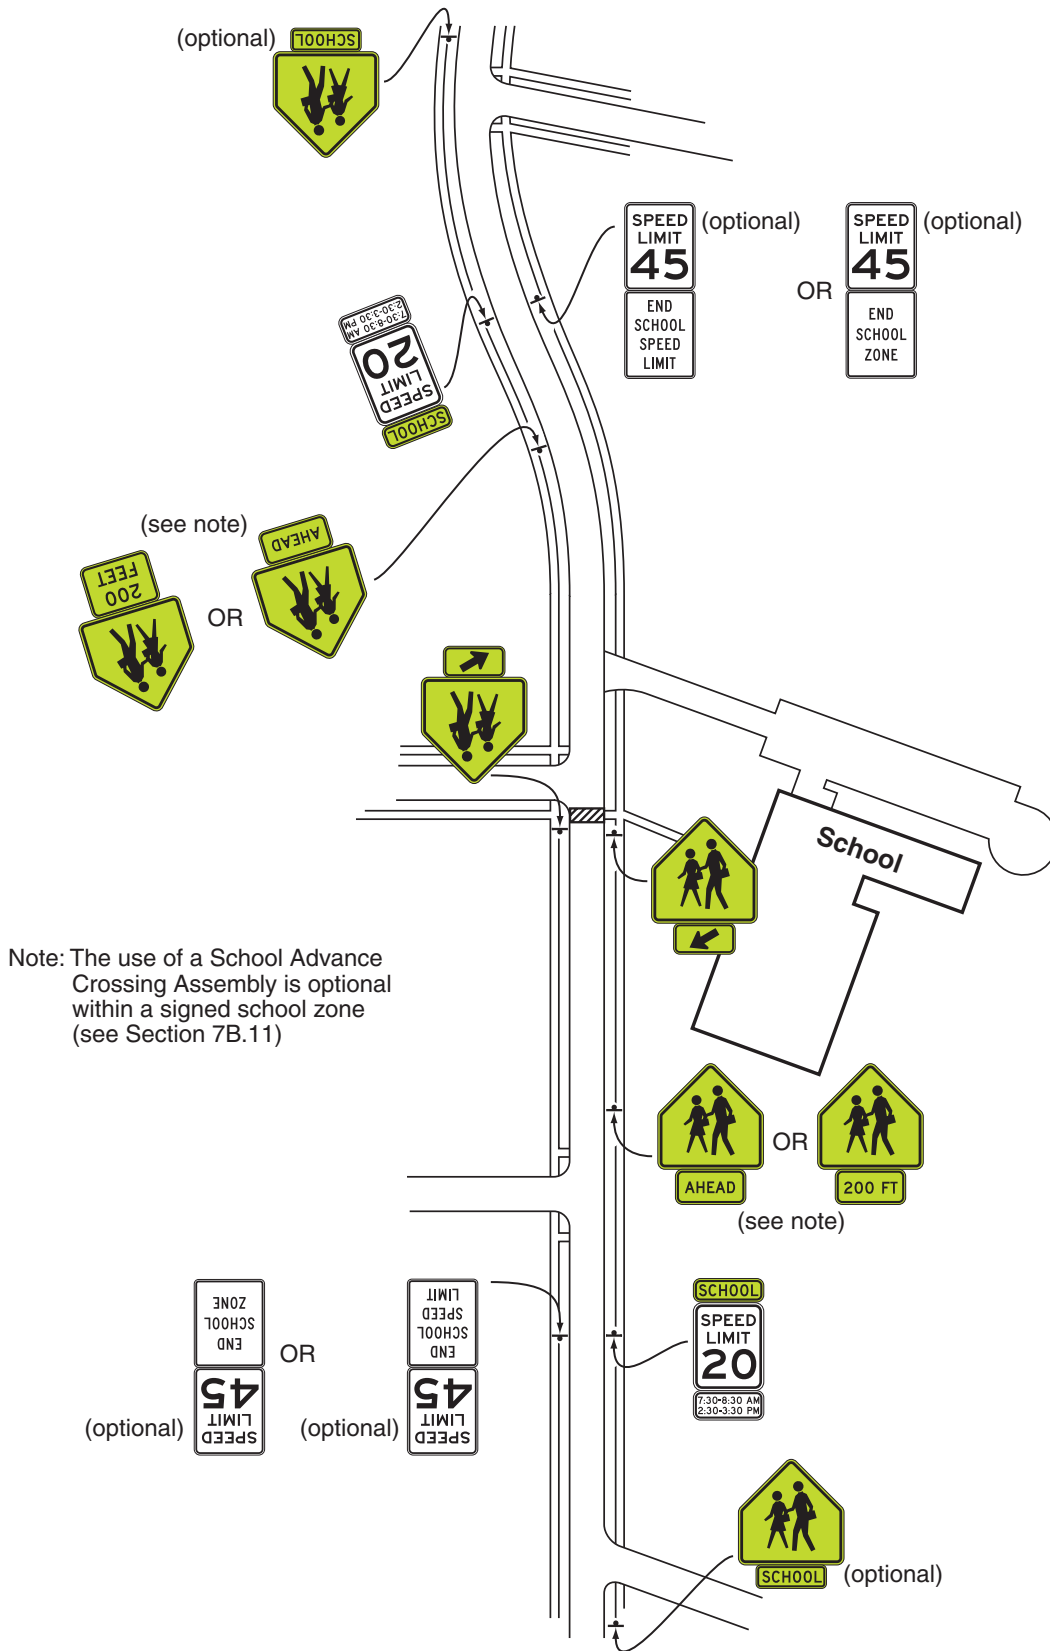 (optional)
SCHOOL
SPEED
LIMIT
45
(optional)
END
SCHOOL
SPEED
LIMIT
OR
SPEED
LIMIT
45
(optional)
END
SCHOOL
ZONE
SCHOOL
SPEED
LIMIT
20
7:30-8:30 AM
2:30-3:30 PM
(see note)
200
FEET
OR
AHEAD
School
Note: The use of a School Advance
Crossing Assembly is optional
within a signed school zone
(see Section 7B.11)
AHEAD
OR
200 FT
(see note)
SPEED
LIMIT
45
END
SCHOOL
ZONE
(optional)
OR
SPEED
LIMIT
45
END
SCHOOL
SPEED
LIMIT
(optional)
SCHOOL
SPEED
LIMIT
20
7:30-8:30 AM
2:30-3:30 PM
SCHOOL
(optional)